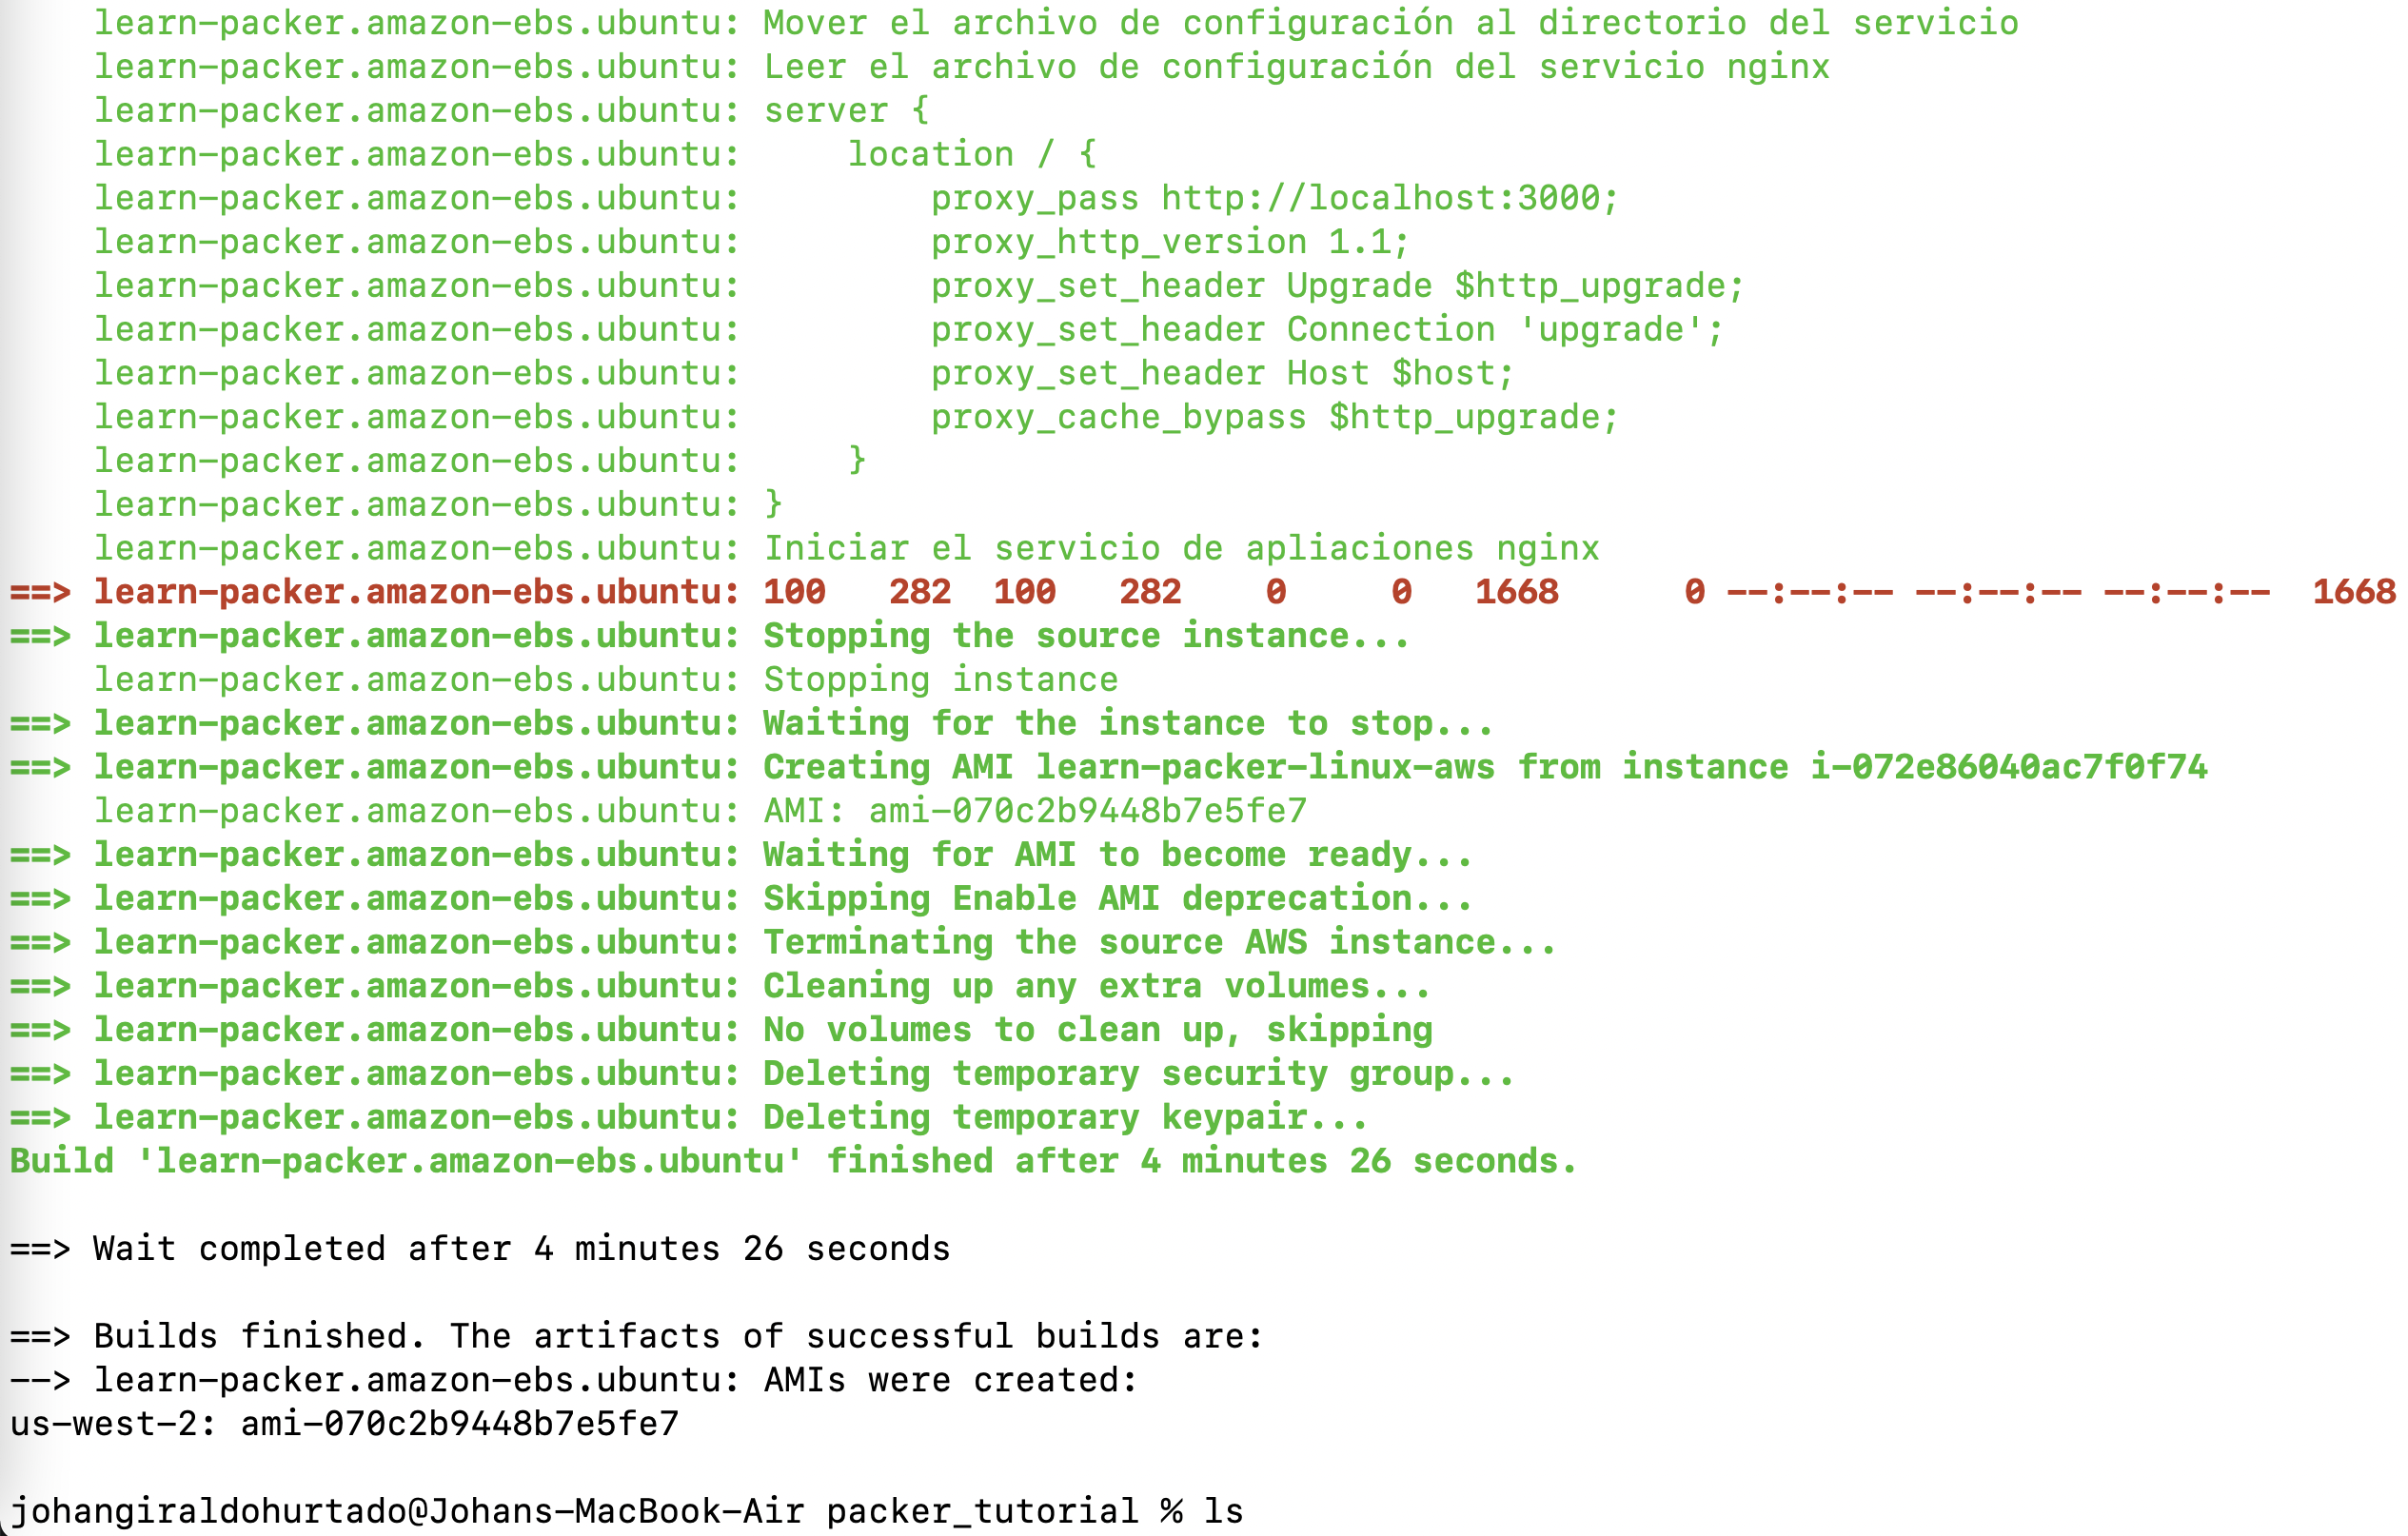 learn-packer.amazon-ebs.ubuntu: Mover el archivo de configuración al directorio del servicio
learn-packer.amazon-ebs.ubuntu: Leer el archivo de configuración del servicio nginx
learn-packer.amazon-ebs.ubuntu: server {
learn-packer.amazon-ebs.ubuntu:     location / {
learn-packer.amazon-ebs.ubuntu:         proxy_pass http://localhost:3000;
learn-packer.amazon-ebs.ubuntu:         proxy_http_version 1.1;
learn-packer.amazon-ebs.ubuntu:         proxy_set_header Upgrade $http_upgrade;
learn-packer.amazon-ebs.ubuntu:         proxy_set_header Connection 'upgrade';
learn-packer.amazon-ebs.ubuntu:         proxy_set_header Host $host;
learn-packer.amazon-ebs.ubuntu:         proxy_cache_bypass $http_upgrade;
learn-packer.amazon-ebs.ubuntu:     }
learn-packer.amazon-ebs.ubuntu: }
learn-packer.amazon-ebs.ubuntu: Iniciar el servicio de apliaciones nginx
==> learn-packer.amazon-ebs.ubuntu: 100   282  100   282    0     0   1668      0 --:--:-- --:--:-- --:--:--  1668
==> learn-packer.amazon-ebs.ubuntu: Stopping the source instance...
learn-packer.amazon-ebs.ubuntu: Stopping instance
==> learn-packer.amazon-ebs.ubuntu: Waiting for the instance to stop...
==> learn-packer.amazon-ebs.ubuntu: Creating AMI learn-packer-linux-aws from instance i-072e86040ac7f0f74
learn-packer.amazon-ebs.ubuntu: AMI: ami-070c2b9448b7e5fe7
==> learn-packer.amazon-ebs.ubuntu: Waiting for AMI to become ready...
==> learn-packer.amazon-ebs.ubuntu: Skipping Enable AMI deprecation...
==> learn-packer.amazon-ebs.ubuntu: Terminating the source AWS instance...
==> learn-packer.amazon-ebs.ubuntu: Cleaning up any extra volumes...
==> learn-packer.amazon-ebs.ubuntu: No volumes to clean up, skipping
==> learn-packer.amazon-ebs.ubuntu: Deleting temporary security group...
==> learn-packer.amazon-ebs.ubuntu: Deleting temporary keypair...
Build 'learn-packer.amazon-ebs.ubuntu' finished after 4 minutes 26 seconds.
==> Wait completed after 4 minutes 26 seconds
==> Builds finished. The artifacts of successful builds are:
--> learn-packer.amazon-ebs.ubuntu: AMIs were created:
us-west-2: ami-070c2b9448b7e5fe7
johangiraldohurtado@Johans-MacBook-Air packer_tutorial % ls